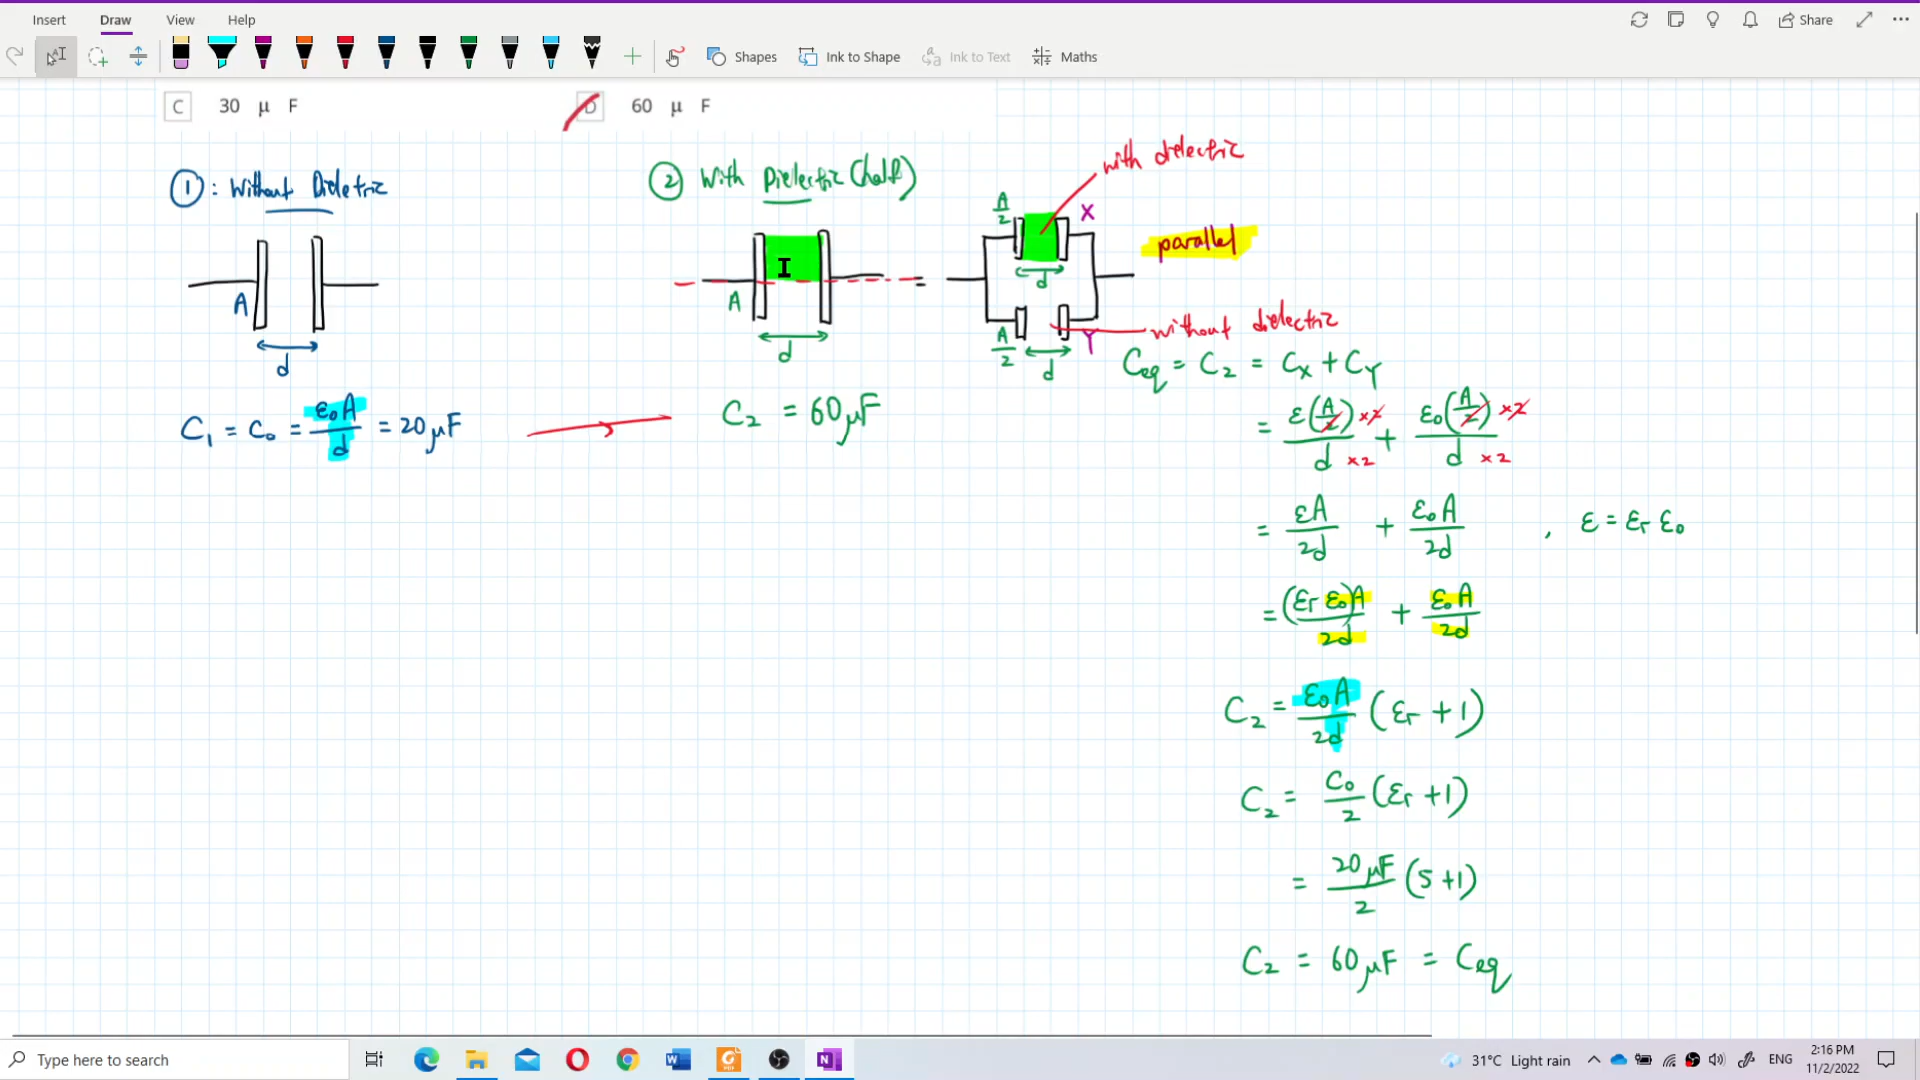 Insert Draw View Help Share
Shapes Ink to Shape Ink to Text Maths
C 30 μ F D 60 μ F
①: Without Dieletric
② With Dielectric (half)
with dielectric
A/2 X
parallel
d
A A d
A/2 Y d
without dielectric
d
C₁ = C₀ = ε₀A/d = 20μF
C₂ = 60μF
Ceq = C₂ = Cx + CY
= ε(A/2)×2/d×2 + ε₀(A/2)×2/d×2
= εA/2d + ε₀A/2d , ε = εr ε₀
= (εr ε₀)A/2d + ε₀A/2d
C₂ = ε₀A/2d (εr + 1)
C₂ = C₀/2 (εr + 1)
= 20μF/2 (5+1)
C₂ = 60μF = Ceq
Type here to search 31°C Light rain ENG 2:16 PM
11/2/2022